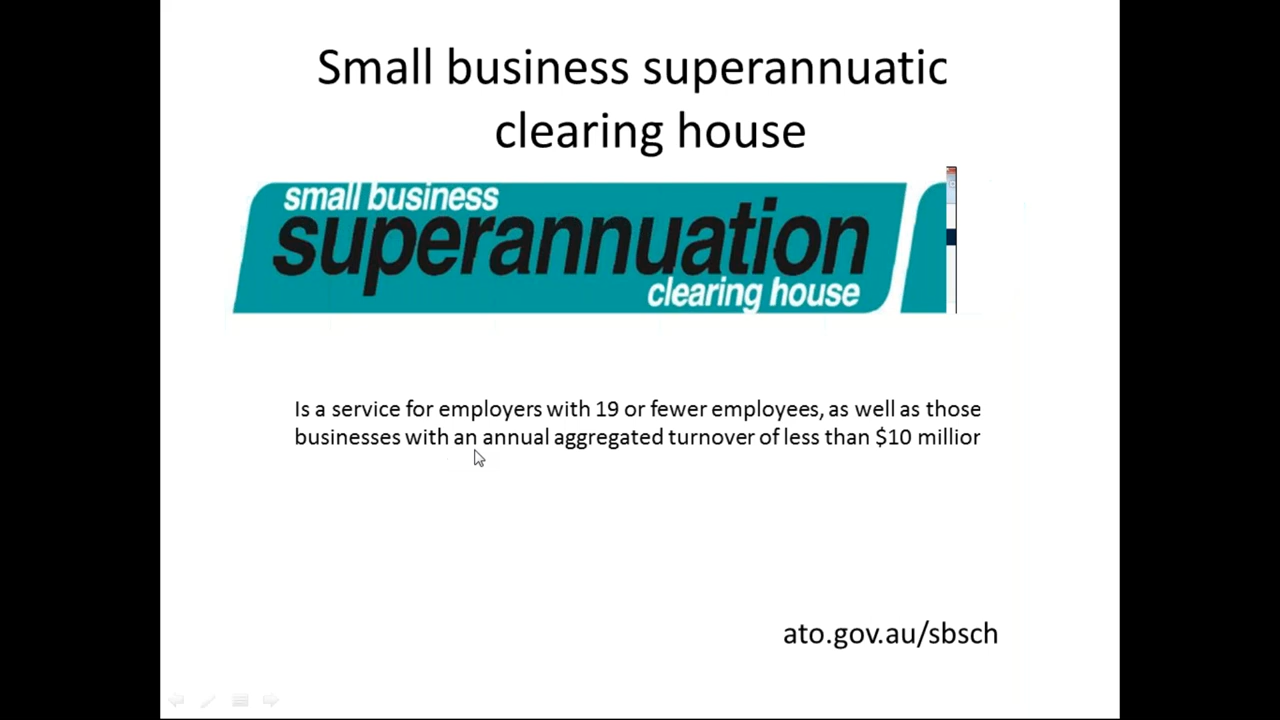 Small business superannuatic
clearing house
small business
superannuation
clearing house
Is a service for employers with 19 or fewer employees, as well as those
businesses with an annual aggregated turnover of less than $10 millior
ato.gov.au/sbsch